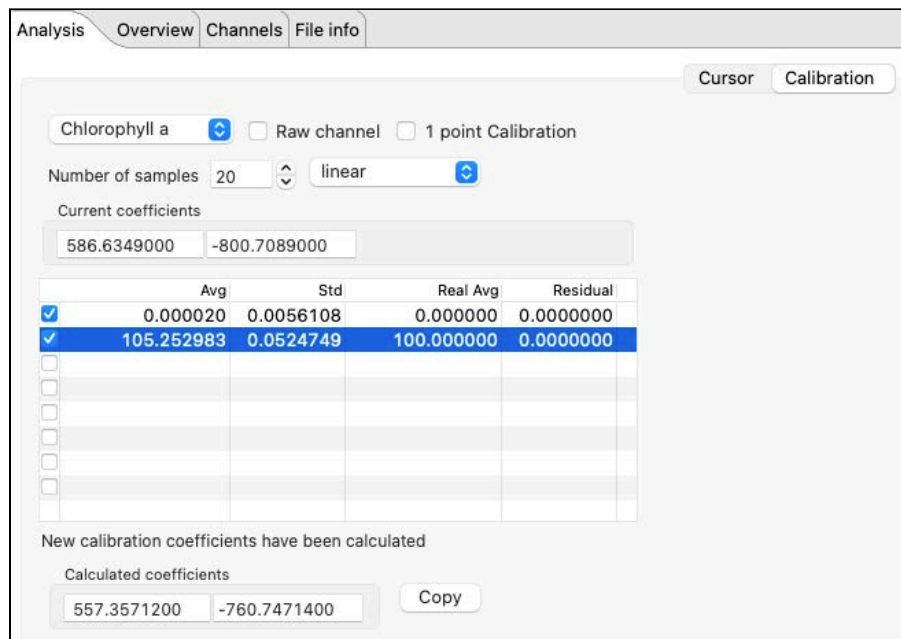 Analysis Overview Channels File info
Cursor Calibration
Chlorophyll a Raw channel 1 point Calibration
Number of samples 20 linear
Current coefficients
586.6349000 -800.7089000
Avg Std Real Avg Residual
0.000020 0.0056108 0.000000 0.0000000
105.252983 0.0524749 100.000000 0.0000000
New calibration coefficients have been calculated
Calculated coefficients
557.3571200 -760.7471400 Copy